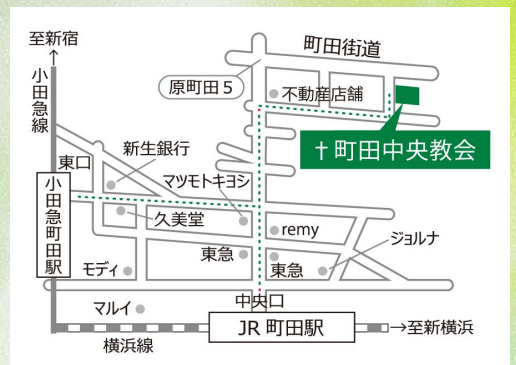 至新宿
町田街道
小田急線
原町田5
不動産店舗
†町田中央教会
新生銀行
東口
マツモトキヨシ
小田急町田駅
久美堂
remy
ジョルナ
東急
東急
モディ
中央口
マルイ
JR 町田駅
→至新横浜
横浜線